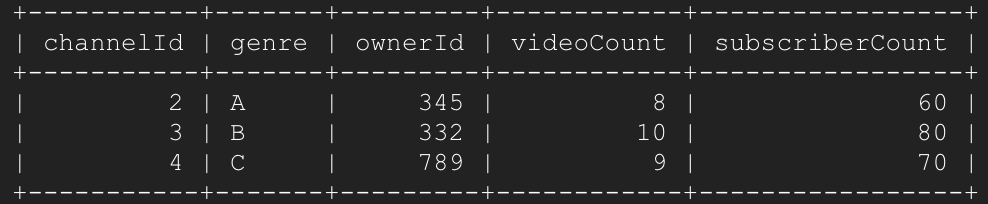 +-----------+-------+---------+------------+-----------------+
| channelId | genre | ownerId | videoCount | subscriberCount |
+-----------+-------+---------+------------+-----------------+
|         2 | A     |     345 |          8 |              60 |
|         3 | B     |     332 |         10 |              80 |
|         4 | C     |     789 |          9 |              70 |
+-----------+-------+---------+------------+-----------------+